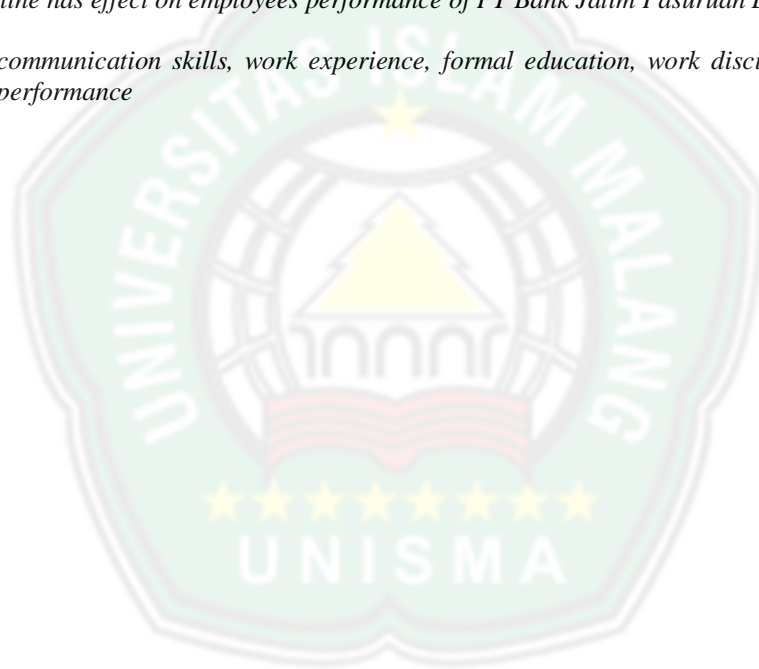 line has effect on employees performance of PT Bank Jatim Pasuruan
communication skills, work experience, formal education, work disci
performance
UNIVERSITAS ISLAM MALANG
UNISMA